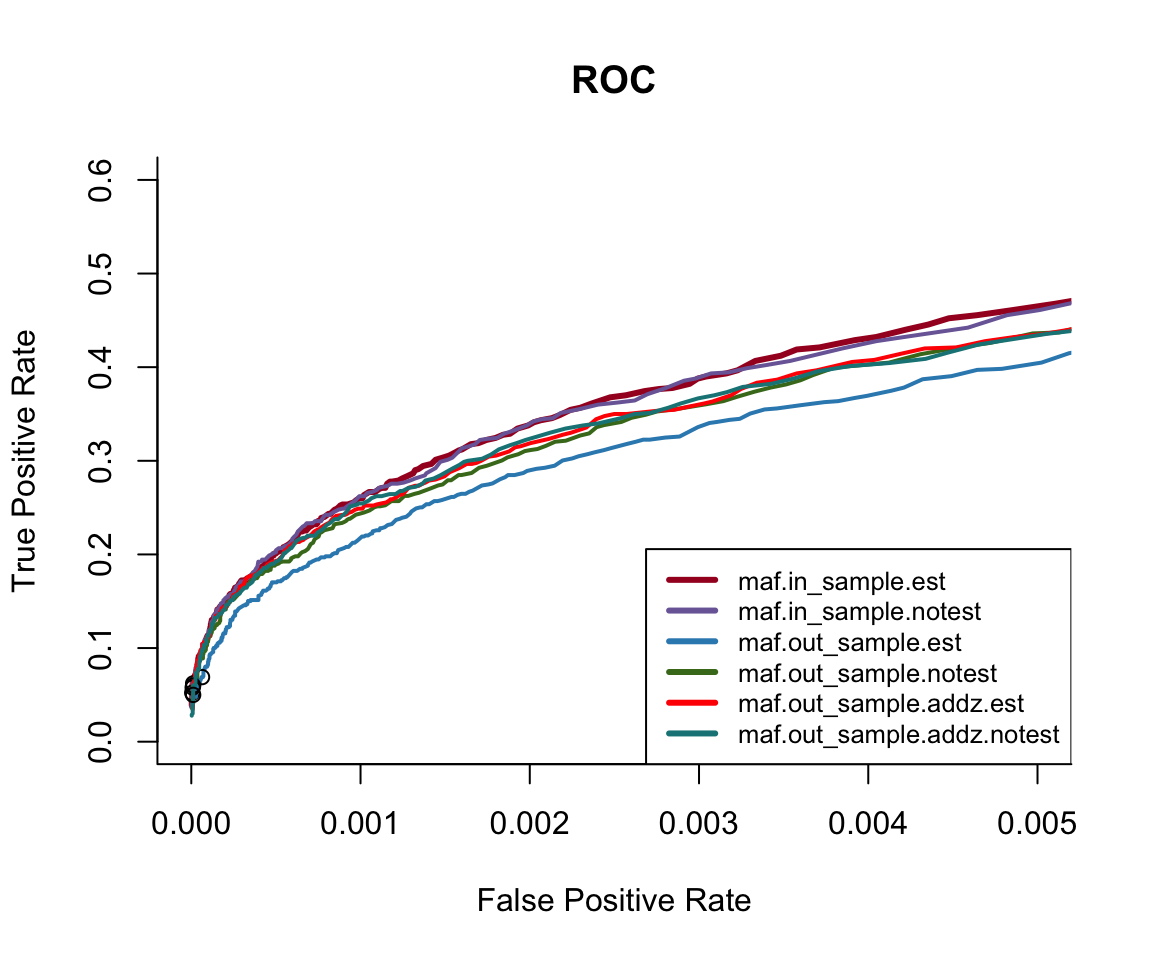 ROC
True Positive Rate
0.6
0.5
0.4
0.3
0.2
0.1
0.0
maf.in_sample.est
maf.in_sample.notest
maf.out_sample.est
maf.out_sample.notest
maf.out_sample.addz.est
maf.out_sample.addz.notest
0.000 0.001 0.002 0.003 0.004 0.005
False Positive Rate